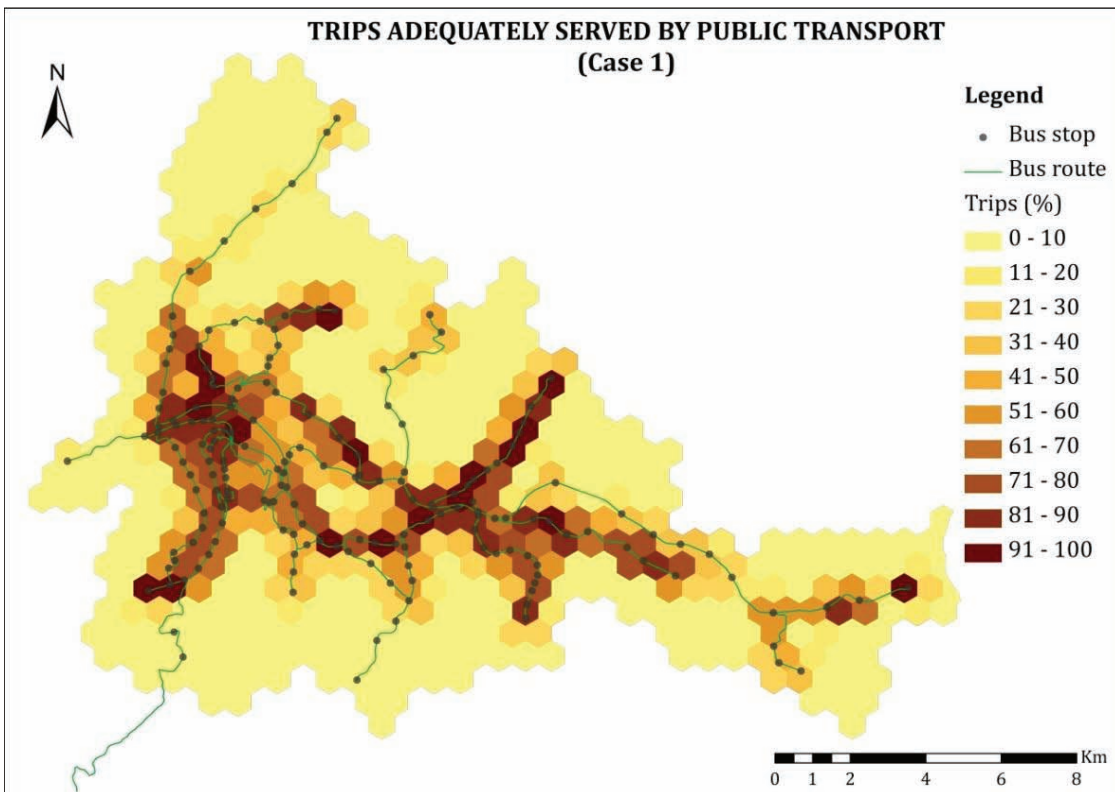 TRIPS ADEQUATELY SERVED BY PUBLIC TRANSPORT
(Case 1)
N
Legend
Bus stop
Bus route
Trips (%)
0 - 10
11 - 20
21 - 30
31 - 40
41 - 50
51 - 60
61 - 70
71 - 80
81 - 90
91 - 100
Km
0 1 2 4 6 8